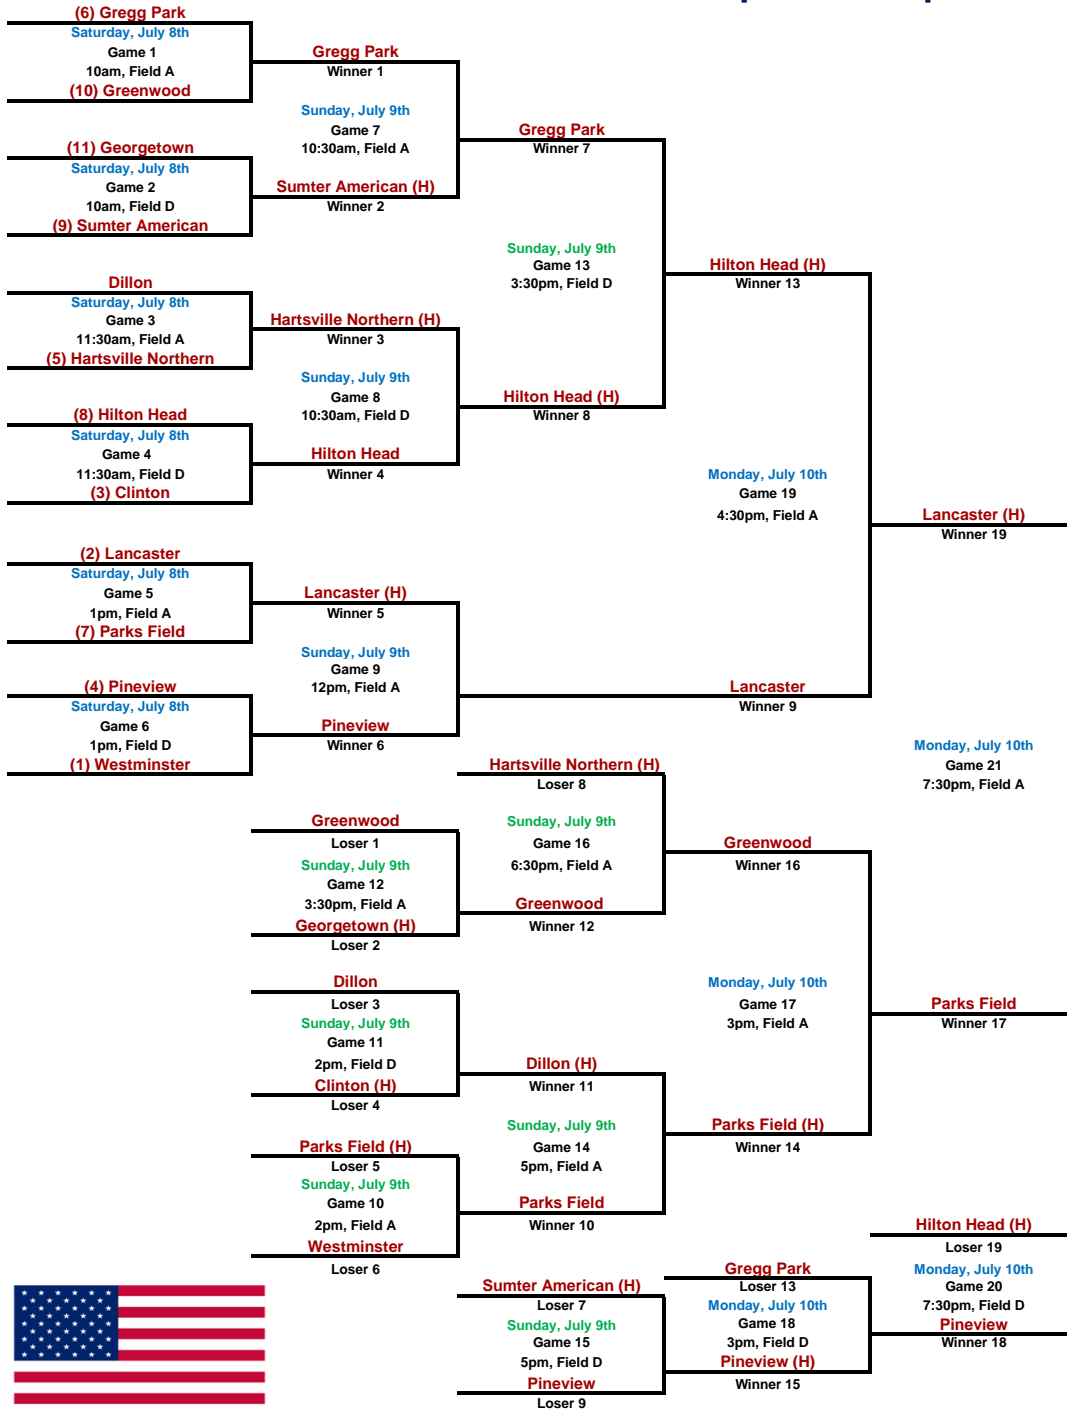 (6) Gregg Park
Saturday, July 8th
Game 1
10am, Field A
(10) Greenwood
Gregg Park
Winner 1
Sunday, July 9th
Game 7
10:30am, Field A
(11) Georgetown
Saturday, July 8th
Game 2
10am, Field D
(9) Sumter American
Sumter American (H)
Winner 2
Gregg Park
Winner 7
Sunday, July 9th
Game 13
3:30pm, Field D
Hilton Head (H)
Winner 13
Dillon
Saturday, July 8th
Game 3
11:30am, Field A
(5) Hartsville Northern
Hartsville Northern (H)
Winner 3
Sunday, July 9th
Game 8
10:30am, Field D
Hilton Head (H)
Winner 8
(8) Hilton Head
Saturday, July 8th
Game 4
11:30am, Field D
(3) Clinton
Hilton Head
Winner 4
Monday, July 10th
Game 19
4:30pm, Field A
Lancaster (H)
Winner 19
(2) Lancaster
Saturday, July 8th
Game 5
1pm, Field A
(7) Parks Field
Lancaster (H)
Winner 5
Sunday, July 9th
Game 9
12pm, Field A
Lancaster
Winner 9
(4) Pineview
Saturday, July 8th
Game 6
1pm, Field D
(1) Westminster
Pineview
Winner 6
Monday, July 10th
Game 21
7:30pm, Field A
Hartsville Northern (H)
Loser 8
Sunday, July 9th
Game 16
6:30pm, Field A
Greenwood
Loser 1
Sunday, July 9th
Game 12
3:30pm, Field A
Georgetown (H)
Loser 2
Greenwood
Winner 12
Greenwood
Winner 16
Dillon
Loser 3
Sunday, July 9th
Game 11
2pm, Field D
Clinton (H)
Loser 4
Monday, July 10th
Game 17
3pm, Field A
Parks Field
Winner 17
Dillon (H)
Winner 11
Sunday, July 9th
Game 14
5pm, Field A
Parks Field (H)
Winner 14
Parks Field (H)
Loser 5
Sunday, July 9th
Game 10
2pm, Field A
Westminster
Loser 6
Parks Field
Winner 10
Hilton Head (H)
Loser 19
Monday, July 10th
Game 20
7:30pm, Field D
Pineview
Winner 18
Sumter American (H)
Loser 7
Sunday, July 9th
Game 15
5pm, Field D
Pineview
Loser 9
Gregg Park
Loser 13
Monday, July 10th
Game 18
3pm, Field D
Pineview (H)
Winner 15